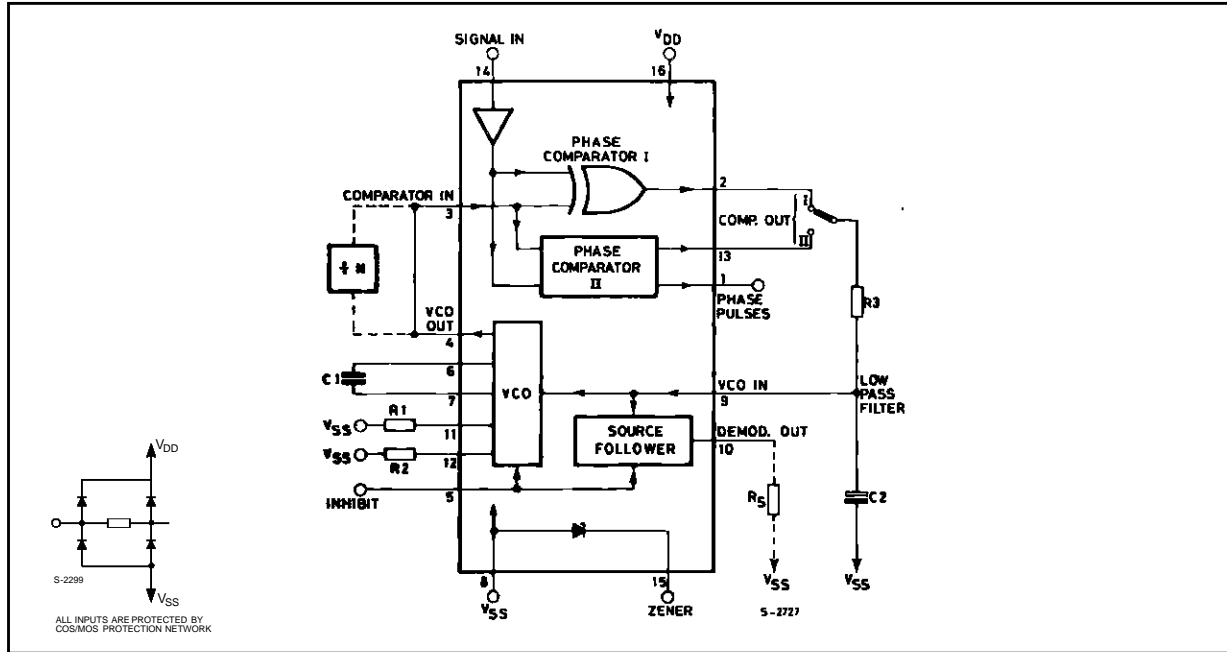 SIGNAL IN
VDD
14
16
PHASE
COMPARATOR I
COMPARATOR IN
3
2
I
COMP. OUT
II
13
PHASE
COMPARATOR
II
1
PHASE
PULSES
÷ N
VCO
OUT
4
R3
6
C1
7
VCO
VCO IN
9
LOW
PASS
FILTER
VSS
R1
11
SOURCE
FOLLOWER
DEMOD. OUT
10
VSS
R2
12
INHIBIT
5
RS
C2
VSS
VSS
8
VSS
15
ZENER
S-2727
VDD
S-2299
VSS
ALL INPUTS ARE PROTECTED BY
COS/MOS PROTECTION NETWORK